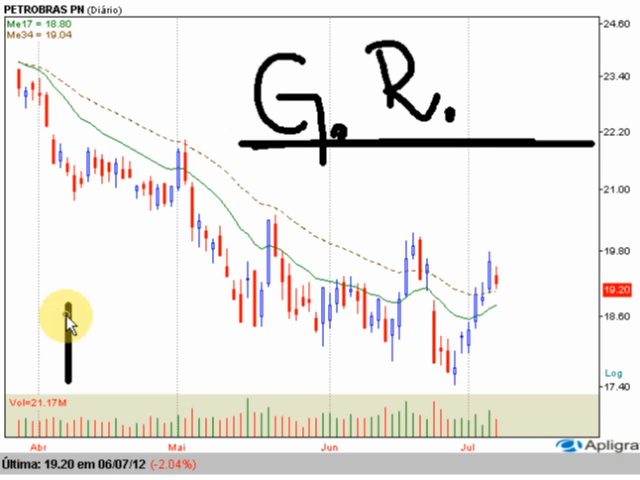 PETROBRAS PN (Diário)
Me17 = 18.80
Me34 = 19.04
G. R.
24.60
23.40
22.20
21.00
19.80
19.20
18.60
Log
17.40
Vol=21.17M
Abr Mai Jun Jul
Apligra
Última: 19.20 em 06/07/12 (-2.04%)